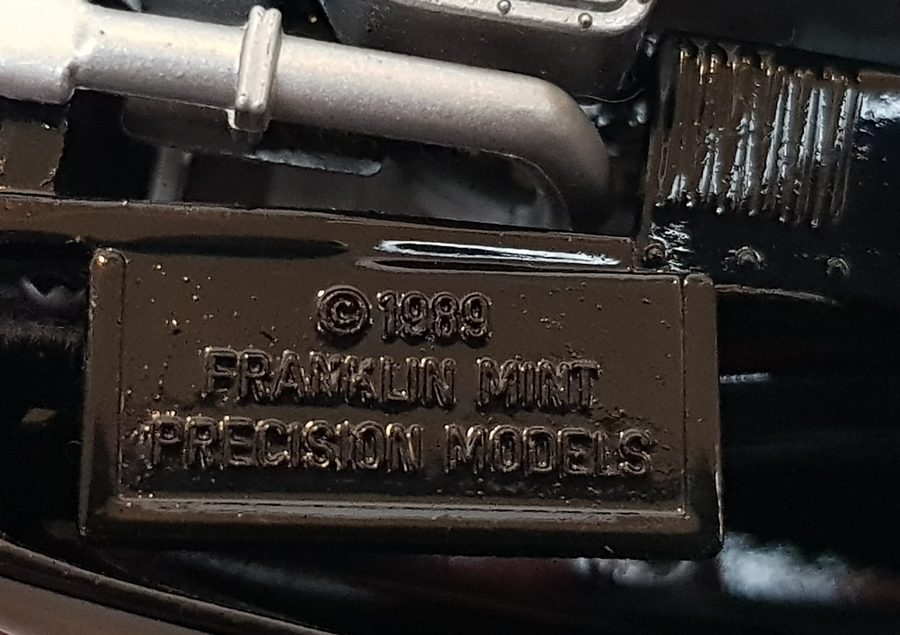 ©1989
FRANKLIN MINT
PRECISION MODELS